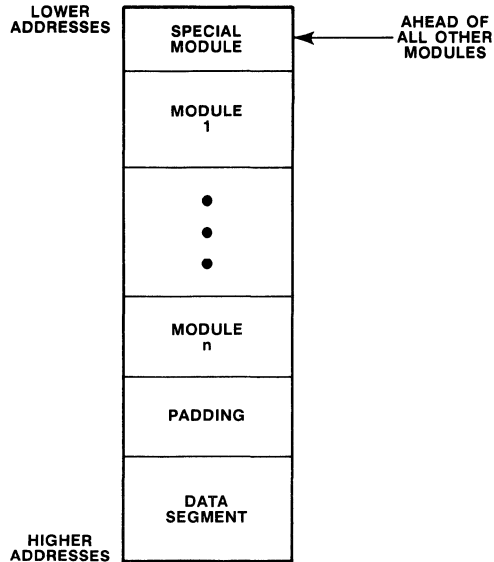 LOWER
ADDRESSES
SPECIAL
MODULE
AHEAD OF
ALL OTHER
MODULES
MODULE
1
MODULE
n
PADDING
DATA
SEGMENT
HIGHER
ADDRESSES